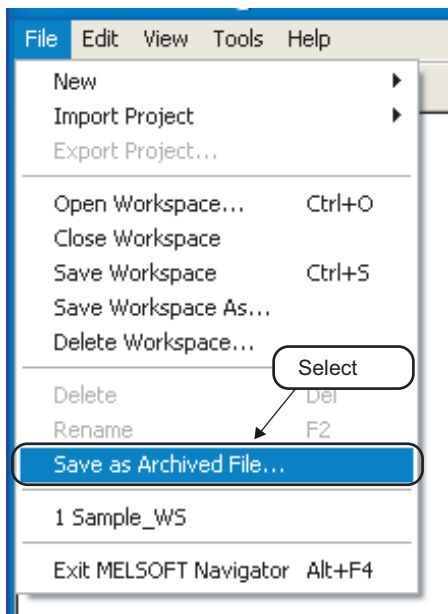 File Edit View Tools Help
New
Import Project
Export Project...
Open Workspace... Ctrl+O
Close Workspace
Save Workspace Ctrl+S
Save Workspace As...
Delete Workspace...
Select
Delete Del
Rename F2
Save as Archived File...
1 Sample_WS
Exit MELSOFT Navigator Alt+F4